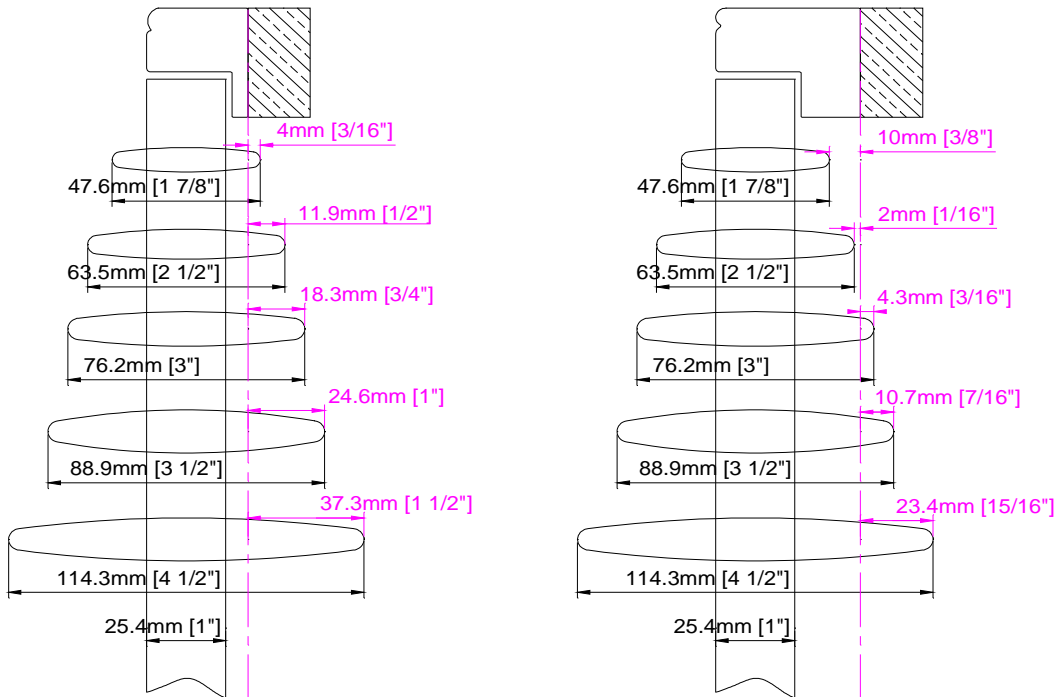 4mm [3/16"]
47.6mm [1 7/8"]
11.9mm [1/2"]
63.5mm [2 1/2"]
18.3mm [3/4"]
76.2mm [3"]
24.6mm [1"]
88.9mm [3 1/2"]
37.3mm [1 1/2"]
114.3mm [4 1/2"]
25.4mm [1"]
10mm [3/8"]
47.6mm [1 7/8"]
2mm [1/16"]
63.5mm [2 1/2"]
4.3mm [3/16"]
76.2mm [3"]
10.7mm [7/16"]
88.9mm [3 1/2"]
23.4mm [15/16"]
114.3mm [4 1/2"]
25.4mm [1"]